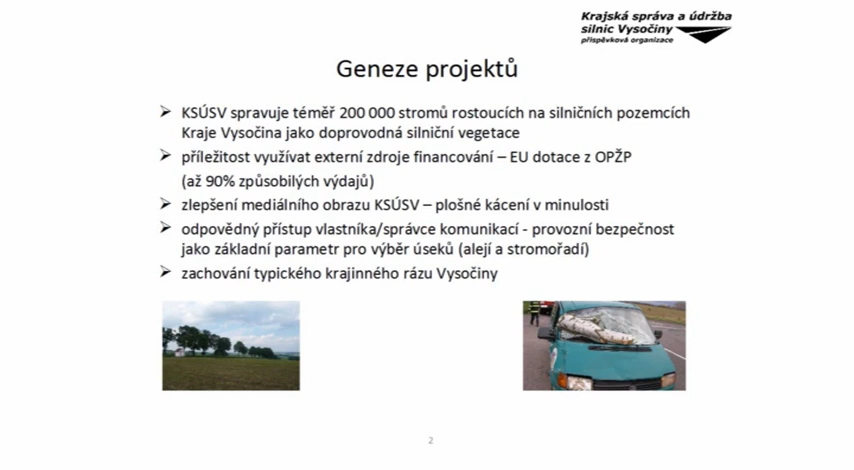 Krajská správa a údržba
silnic Vysočiny
příspěvková organizace
Geneze projektů
➢ KSÚSV spravuje téměř 200 000 stromů rostoucích na silničních pozemcích
Kraje Vysočina jako doprovodná silniční vegetace
➢ příležitost využívat externí zdroje financování – EU dotace z OPŽP
(až 90% způsobilých výdajů)
➢ zlepšení mediálního obrazu KSÚSV – plošné kácení v minulosti
➢ odpovědný přístup vlastníka/správce komunikací - provozní bezpečnost
jako základní parametr pro výběr úseků (alejí a stromořadí)
➢ zachování typického krajinného rázu Vysočiny
2